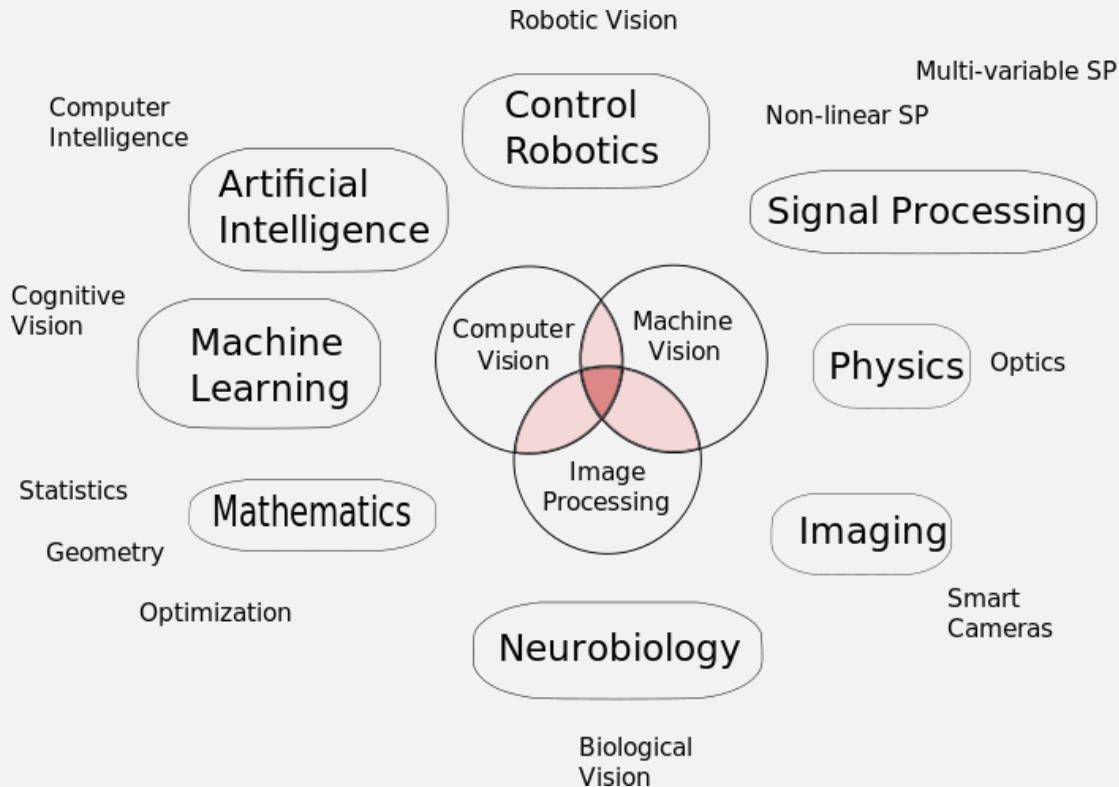 Robotic Vision
Multi-variable SP
Computer
Intelligence
Control
Robotics
Non-linear SP
Artificial
Intelligence
Signal Processing
Cognitive
Vision
Machine
Learning
Computer
Vision
Machine
Vision
Physics
Optics
Image
Processing
Statistics
Mathematics
Geometry
Imaging
Optimization
Smart
Cameras
Neurobiology
Biological
Vision